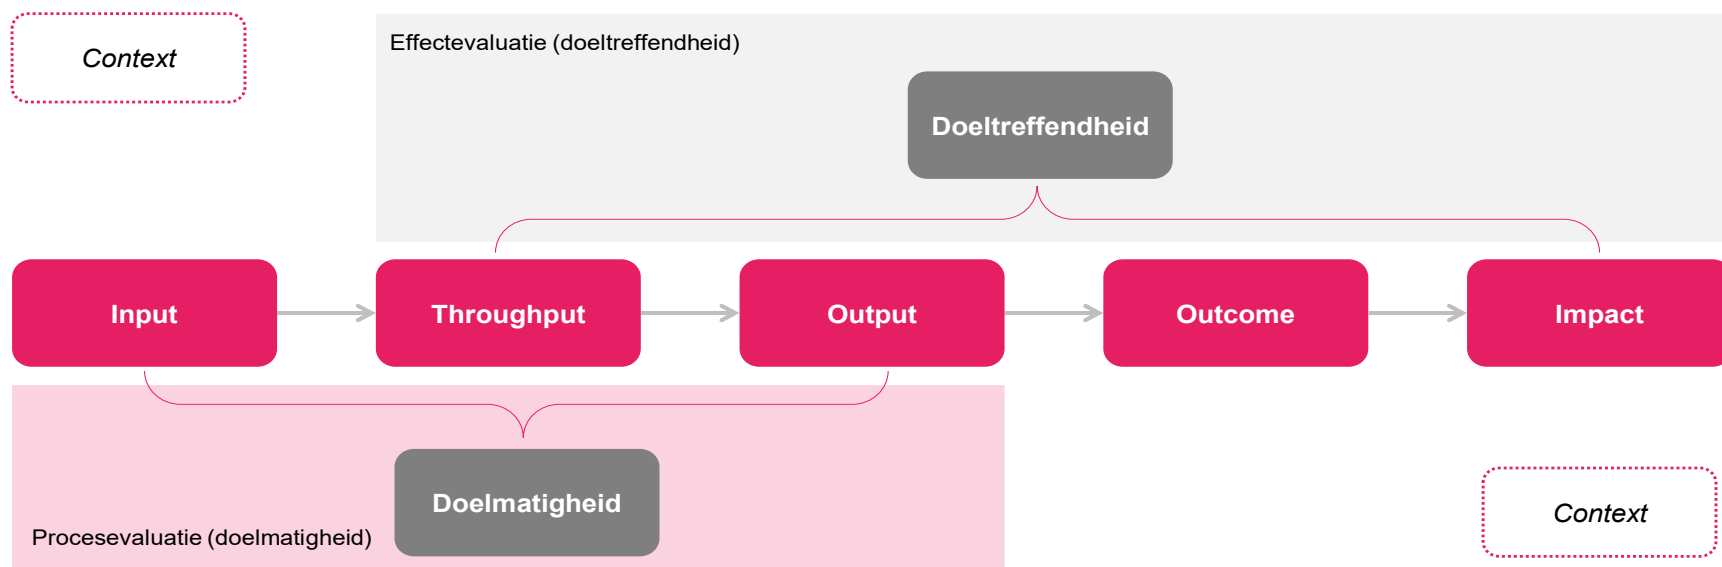 Context
Effectevaluatie (doeltreffendheid)
Doeltreffendheid
Input
Throughput
Output
Outcome
Impact
Doelmatigheid
Procesevaluatie (doelmatigheid)
Context